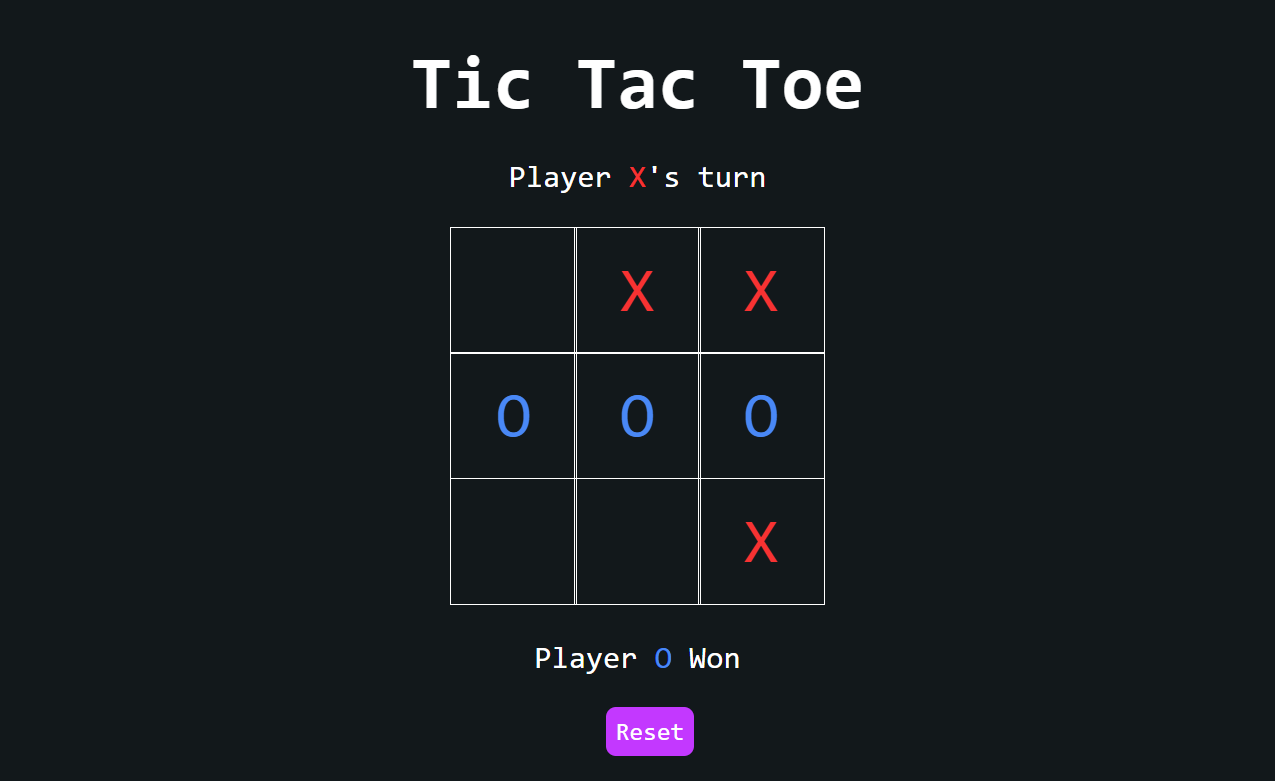 Tic Tac Toe
Player X's turn
X X
O O O
X
Player O Won
Reset